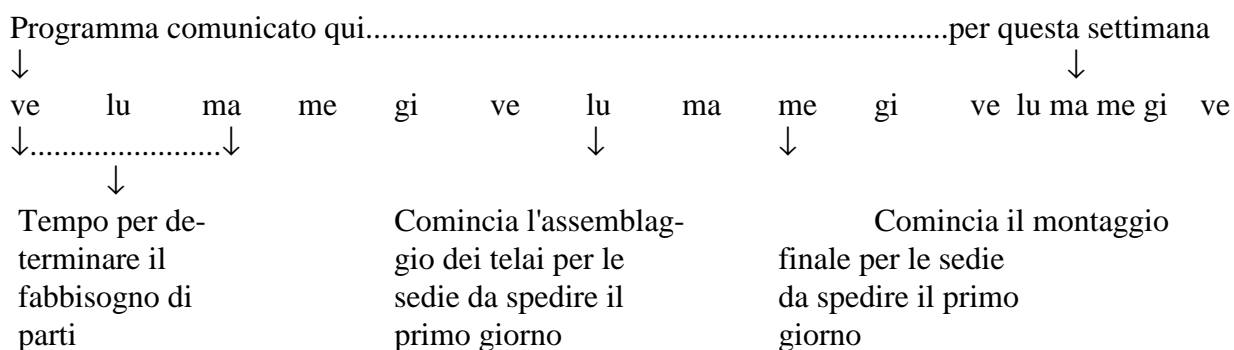 Programma comunicato qui........................................................................per questa settimana
↓ ↓
ve lu ma me gi ve lu ma me gi ve lu ma me gi ve
↓........................↓ ↓ ↓
↓
Tempo per de- Comincia l'assemblag- Comincia il montaggio
terminare il gio dei telai per le finale per le sedie
fabbisogno di sedie da spedire il da spedire il primo
parti primo giorno giorno